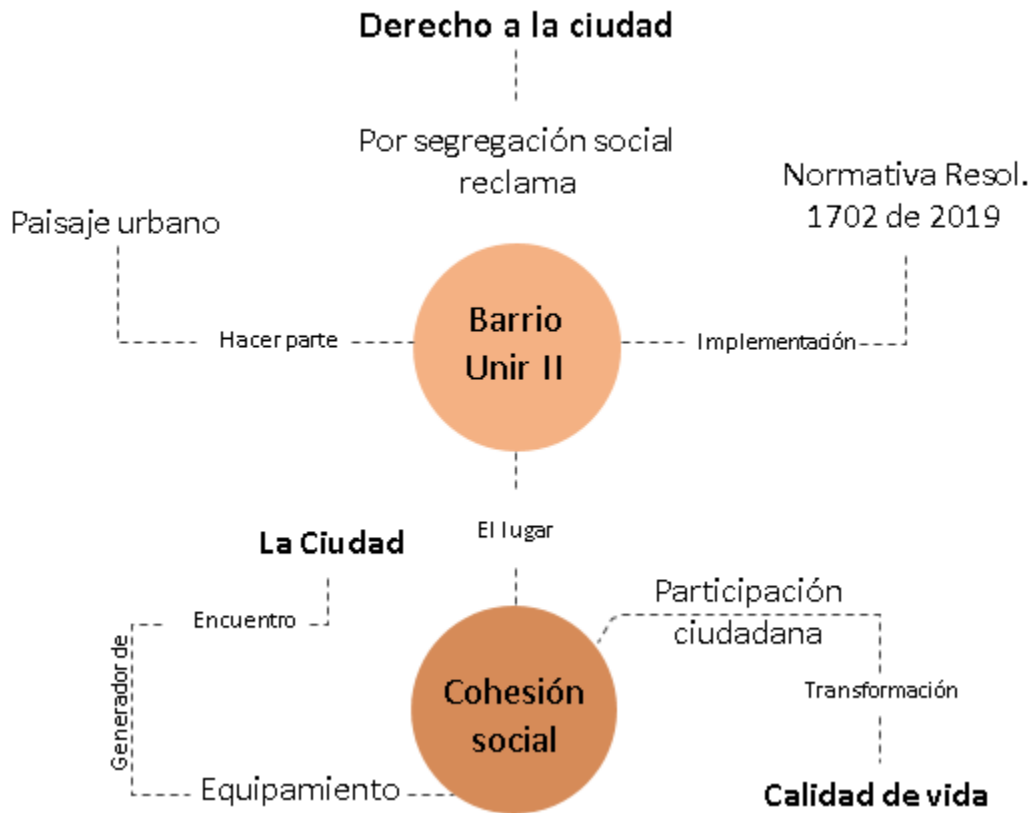 Derecho a la ciudad
Por segregación social
reclama
Normativa Resol.
1702 de 2019
Paisaje urbano
Barrio
Unir II
Hacer parte
Implementación
El lugar
La Ciudad
Encuentro
Generador de
Equipamiento
Cohesión
social
Participación
ciudadana
Transformación
Calidad de vida